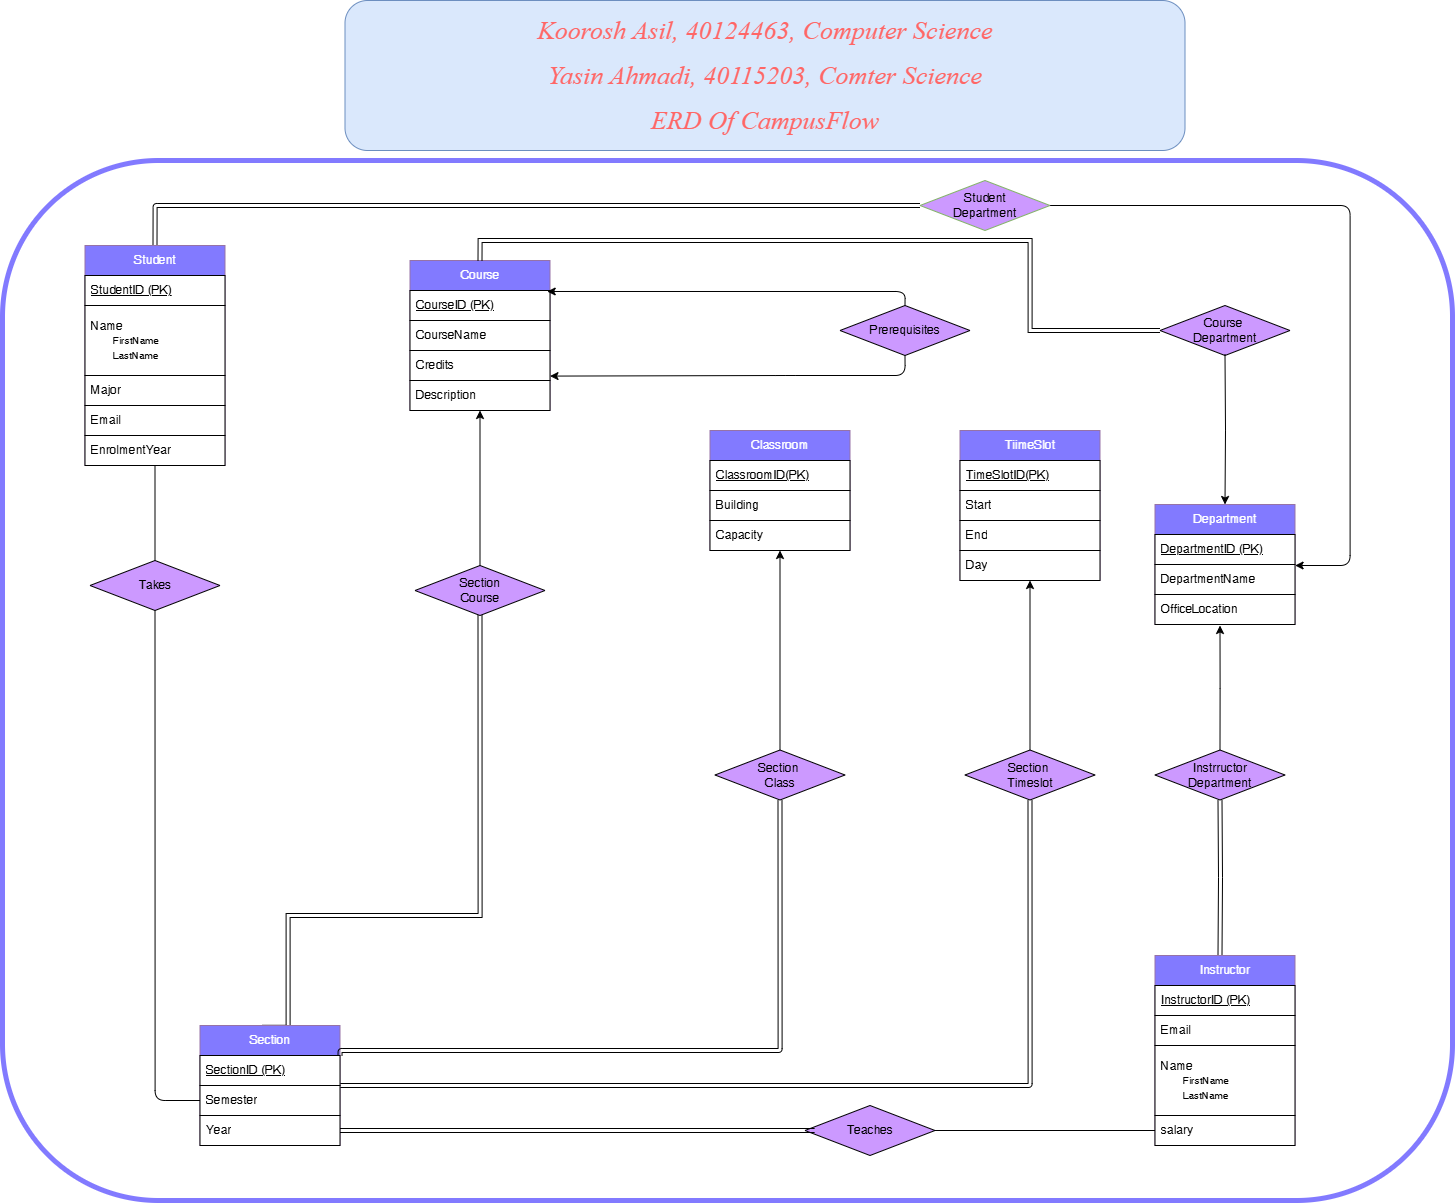 Koorosh Asil, 40124463, Computer Science
Yasin Ahmadi, 40115203, Comter Science
ERD Of CampusFlow
Student
Department
Student
StudentID (PK)
Name
FirstName
LastName
Major
Email
EnrolmentYear
Course
CourseID (PK)
CourseName
Credits
Description
Prerequisites
Course
Department
Classroom
ClassroomID(PK)
Building
Capacity
TiimeSlot
TimeSlotID(PK)
Start
End
Day
Department
DepartmentID (PK)
DepartmentName
OfficeLocation
Takes
Section
Course
Section
Class
Section
Timeslot
Instrructor
Department
Section
SectionID (PK)
Semester
Year
Teaches
Instructor
InstructorID (PK)
Email
Name
FirstName
LastName
salary